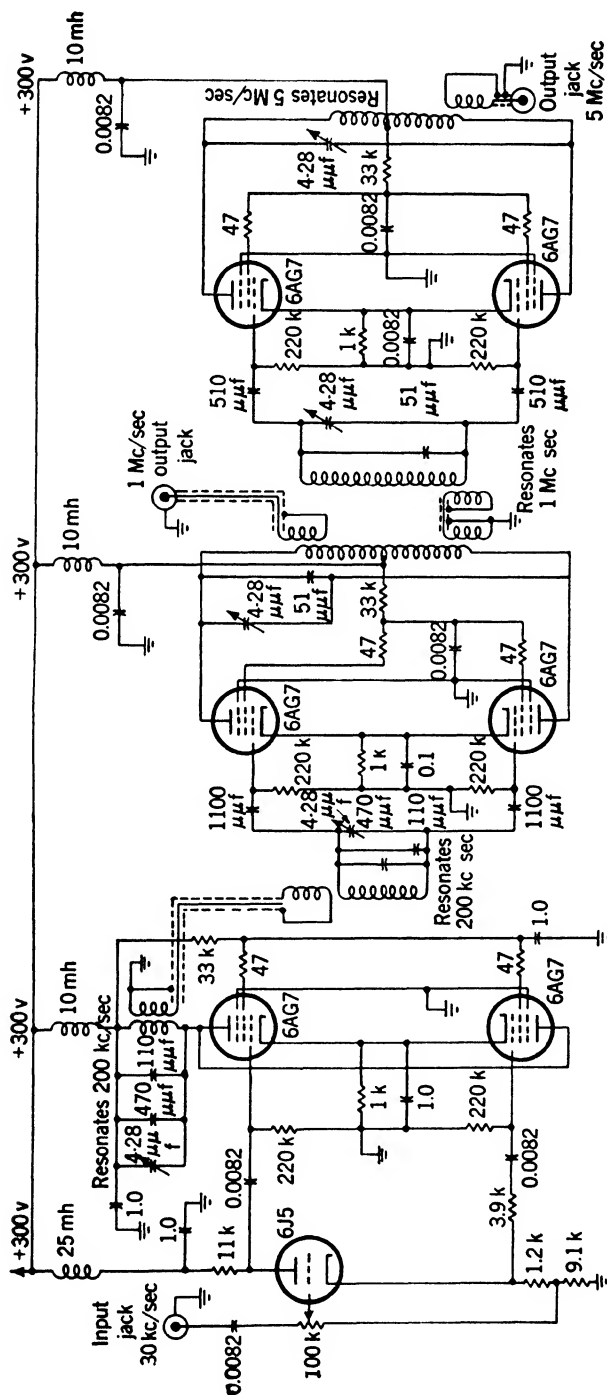 +300v
25 mh
Input
jack
30 kc/sec
0.0082
100 k
6J5
11 k
1.0
1.0
Resonates 200 kc/sec
4-28
μμ
f
470
μμf
110
μμf
0.0082
220 k
1 k
1.0
220 k
3.9 k
0.0082
1.2 k
9.1 k
+300v
10 mh
33 k
47
6AG7
47
6AG7
1.0
Resonates
200 kc sec
1100
μμf
4-28
μμ
f
470
μμf
110
μμf
1100
μμf
220 k
1 k
0.1
220 k
6AG7
47
33 k
0.0082
47
6AG7
4-28
μμf
51
μμf
+300v
10 mh
0.0082
1 Mc/sec
output
jack
Resonates
1 Mc sec
510
μμf
4-28
μμf
51
μμf
510
μμf
220 k
1 k
0.0082
220 k
6AG7
47
0.0082
33 k
47
6AG7
4-28
μμf
Resonates 5 Mc/sec
+300v
10 mh
0.0082
Output
jack
5 Mc/sec